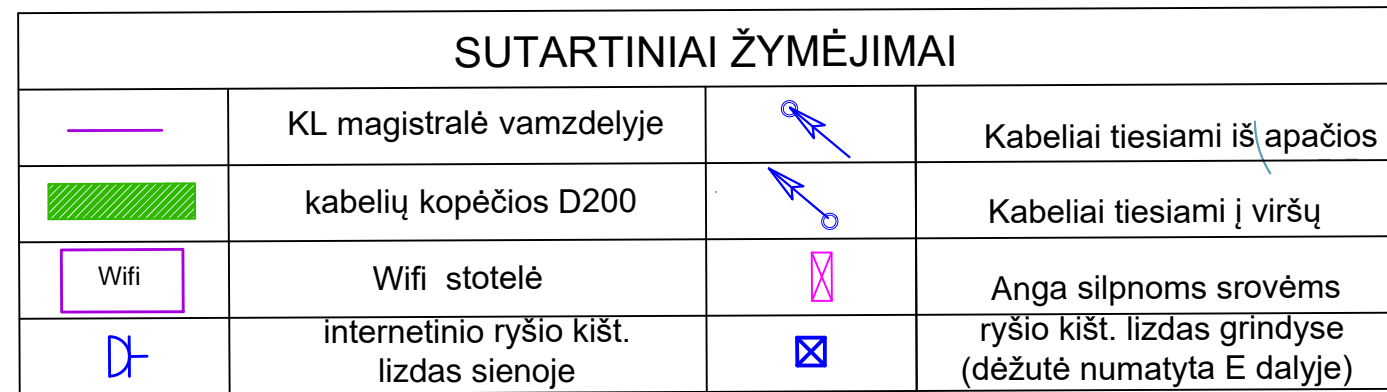 SUTARTINIAI ŽYMĖJIMAI
KL magistralė vamzdelyje
Kabeliai tiesiami iš apačios
kabelių kopėčios D200
Kabeliai tiesiami į viršų
Wifi
Wifi stotelė
Anga silpnoms srovėms
internetinio ryšio kišt.
lizdas sienoje
ryšio kišt. lizdas grindyse
(dėžutė numatyta E dalyje)